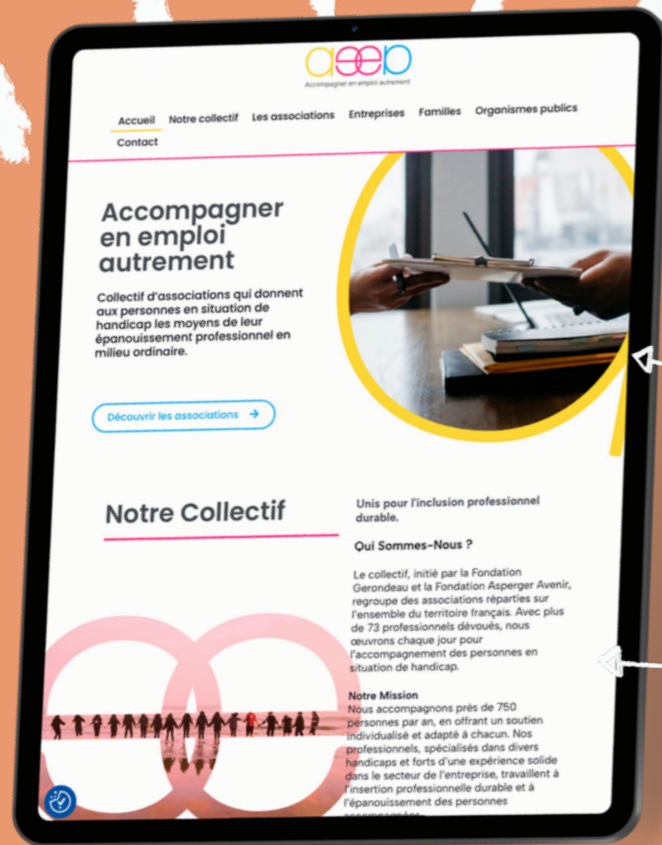 aeep
Accompagner en emploi autrement
Accueil Notre collectif Les associations Entreprises Familles Organismes publics
Contact
Accompagner
en emploi
autrement
Collectif d'associations qui donnent
aux personnes en situation de
handicap les moyens de leur
épanouissement professionnel en
milieu ordinaire.
Découvrir les associations
Notre Collectif
Unis pour l'inclusion professionnel
durable.
Qui Sommes-Nous ?
Le collectif, initié par la Fondation
Gerondeau et la Fondation Asperger Avenir,
regroupe des associations réparties sur
l'ensemble du territoire français. Avec plus
de 73 professionnels dévoués, nous
œuvrons chaque jour pour
l'accompagnement des personnes en
situation de handicap.
Notre Mission
Nous accompagnons près de 750
personnes par an, en offrant un soutien
individualisé et adapté à chacun. Nos
professionnels, spécialisés dans divers
handicaps et forts d'une expérience solide
dans le secteur de l'entreprise, travaillent à
l'insertion professionnelle durable et à
l'épanouissement des personnes